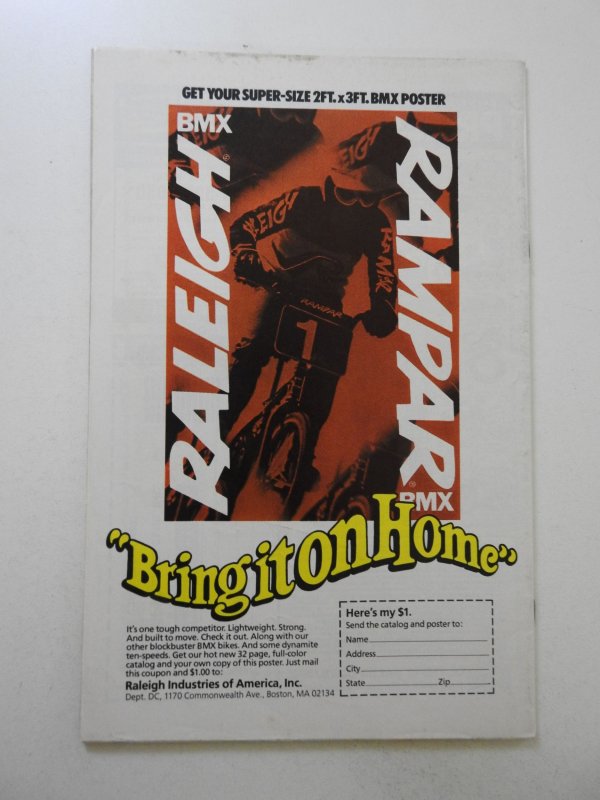 GET YOUR SUPER-SIZE 2FT. x 3FT. BMX POSTER
BMX
RALEIGH®
RAMPAR®
BMX
RALEIGH
RAMPAR
RAMPAR
1
"Bring it on Home"
It's one tough competitor. Lightweight. Strong.
And built to move. Check it out. Along with our
other blockbuster BMX bikes. And some dynamite
ten-speeds. Get our hot new 32 page, full-color
catalog and your own copy of this poster. Just mail
this coupon and $1.00 to:
Raleigh Industries of America, Inc.
Dept. DC, 1170 Commonwealth Ave., Boston, MA 02134
Here's my $1.
Send the catalog and poster to:
Name
Address
City
State Zip